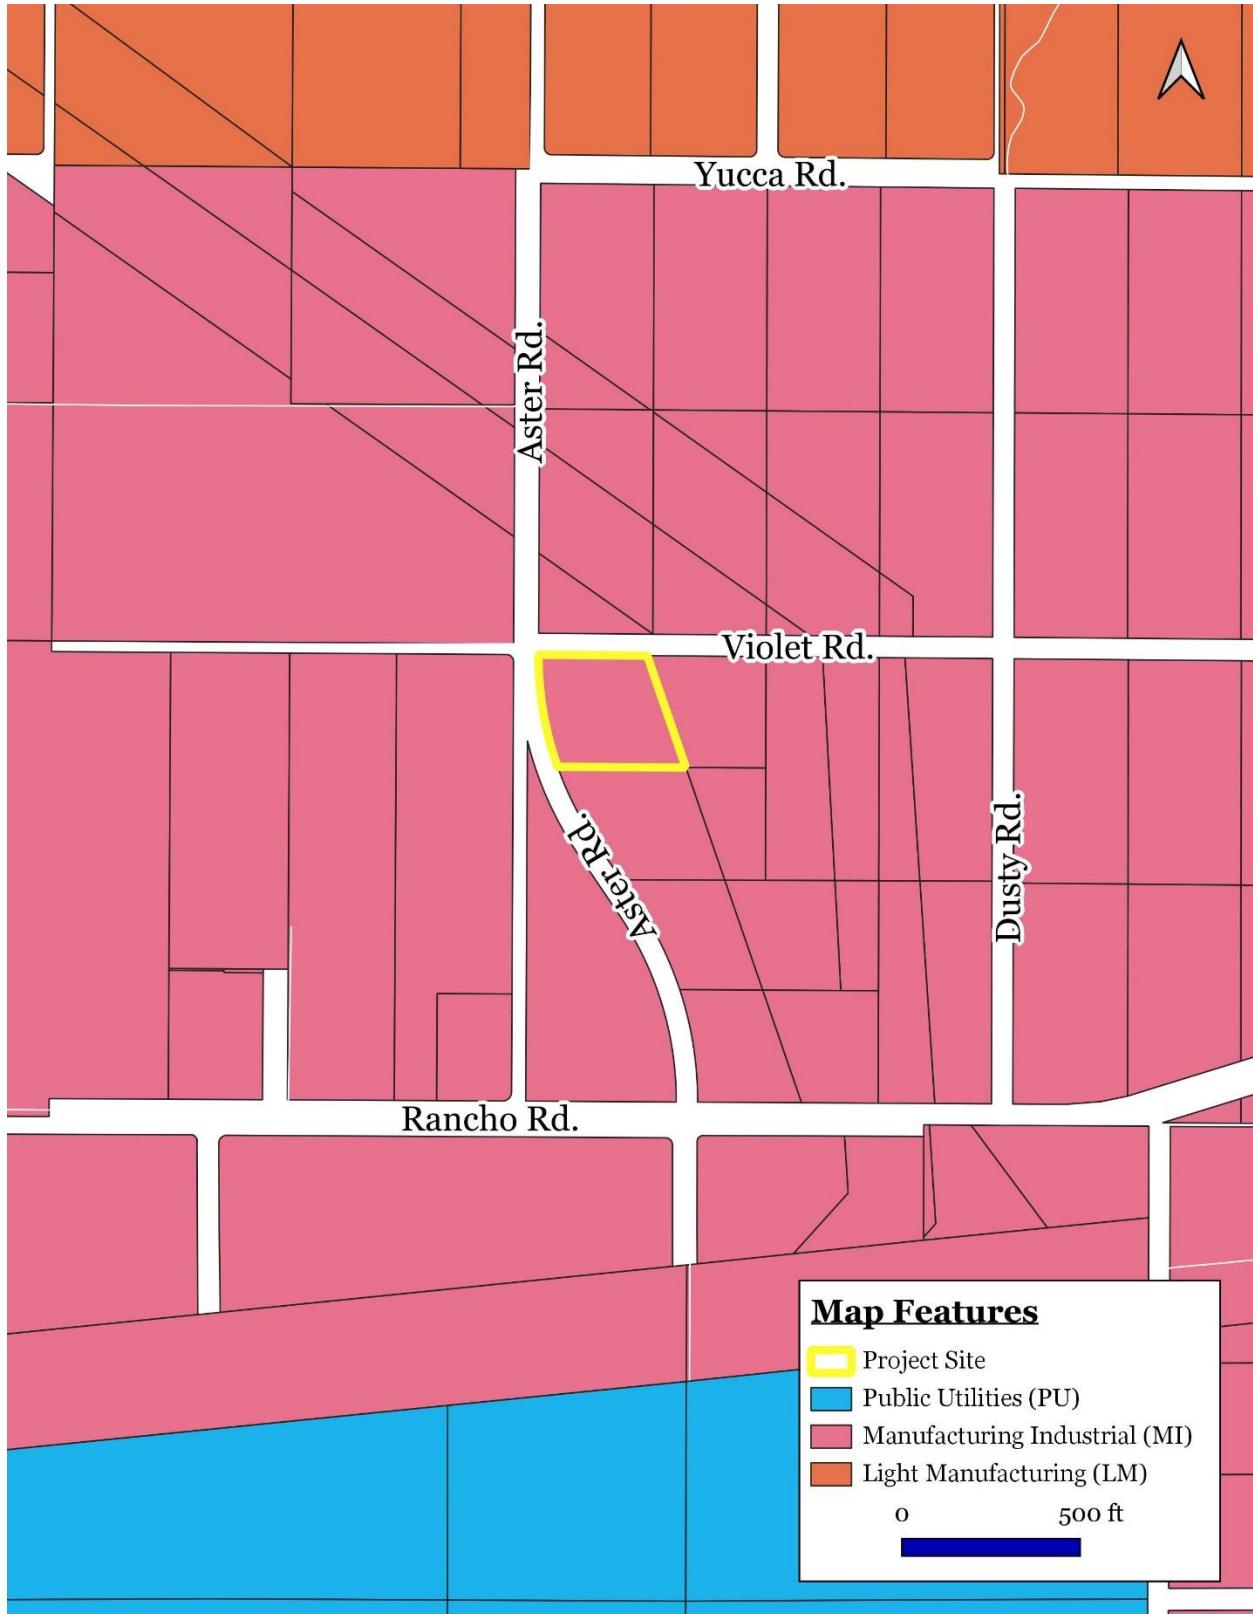 Yucca Rd.
Aster Rd.
Violet Rd.
Aster Rd.
Dusty Rd.
Rancho Rd.
Map Features
Project Site
Public Utilities (PU)
Manufacturing Industrial (MI)
Light Manufacturing (LM)
0 500 ft